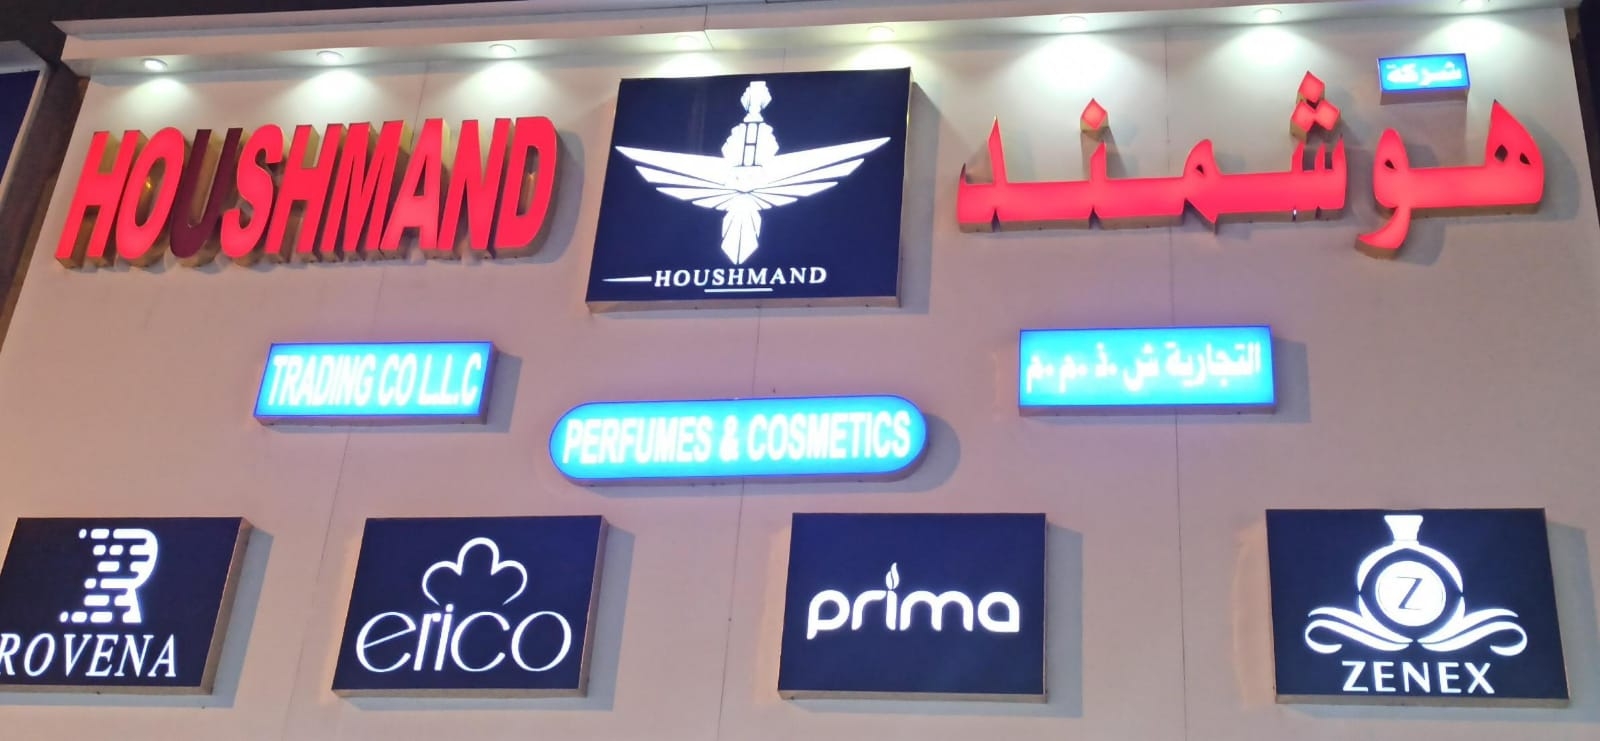 HOUSHMAND
HOUSHMAND
شركة
هوشمند
TRADING CO L.L.C
التجارية ش.ذ.م.م
PERFUMES & COSMETICS
ROVENA
erico
prima
Z
ZENEX